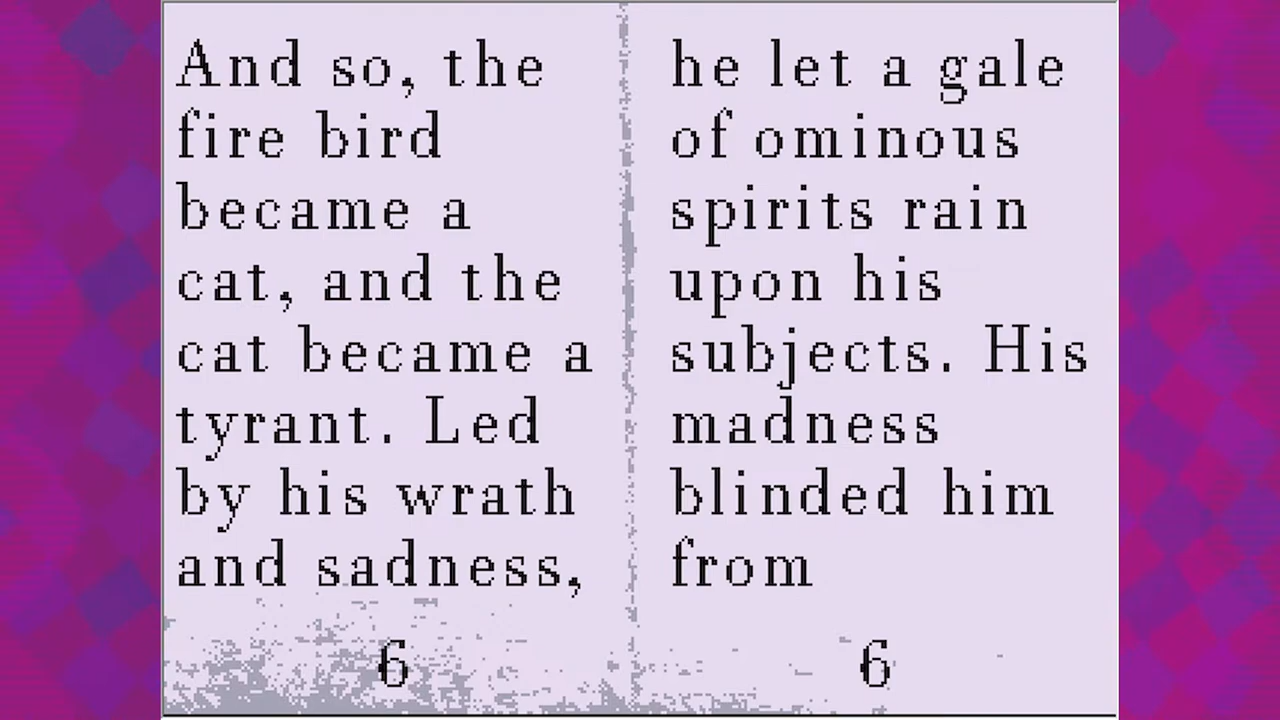 And so, the
fire bird
became a
cat, and the
cat became a
tyrant. Led
by his wrath
and sadness,
6
he let a gale
of ominous
spirits rain
upon his
subjects. His
madness
blinded him
from
6